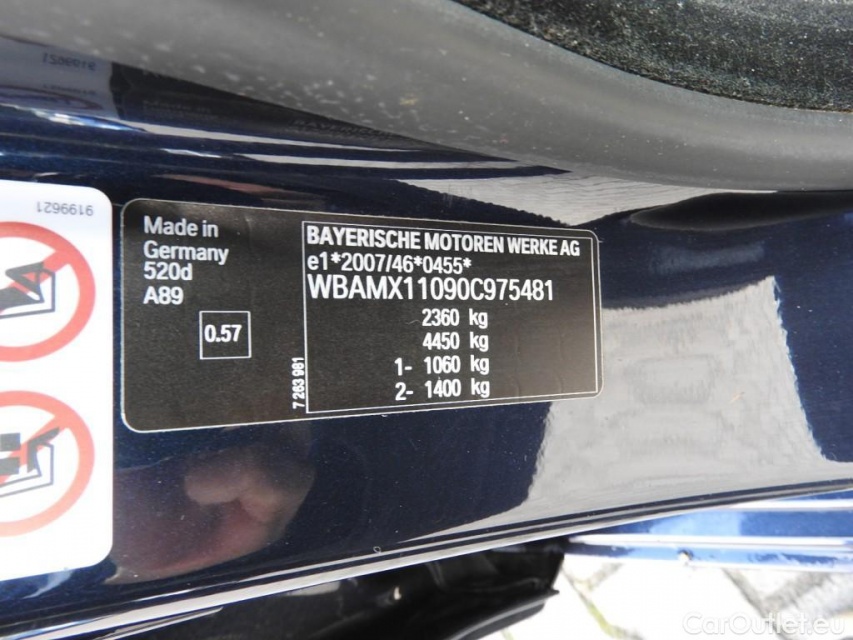 9199621
Made in
Germany
520d
A89
0.57
7 263 981
BAYERISCHE MOTOREN WERKE AG
e1*2007/46*0455*
WBAMX11090C975481
2360 kg
4450 kg
1- 1060 kg
2- 1400 kg
CarOutlet.eu